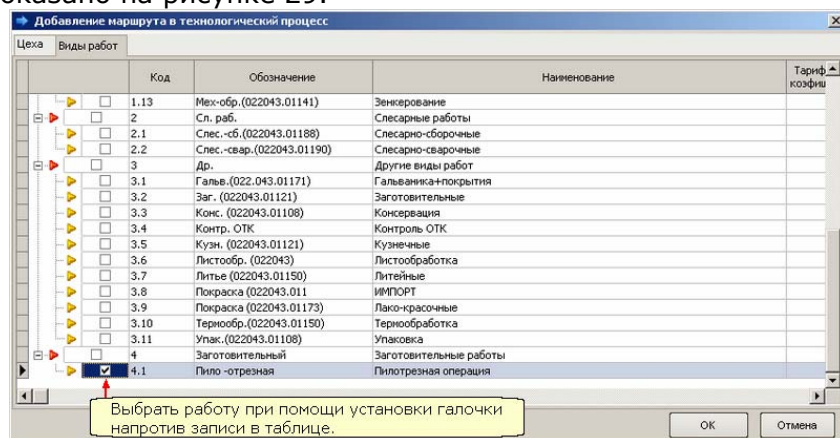 оказано на рисунке 29.
Добавление маршрута в технологический процесс
Цеха Виды работ
Код Обозначение Наименование Тариф
коэфиц
1.13 Мех-обр.(022043.01141) Зенкерование
2 Сл. раб. Слесарные работы
2.1 Слес.-сб.(022043.01188) Слесарно-сборочные
2.2 Слес.-свар.(022043.01190) Слесарно-сварочные
3 Др. Другие виды работ
3.1 Гальв.(022.043.01171) Гальваника+покрытия
3.2 Заг. (022043.01121) Заготовительные
3.3 Конс. (022043.01108) Консервация
3.4 Контр. ОТК Контроль ОТК
3.5 Кузн. (022043.01121) Кузнечные
3.6 Листообр. (022043) Листообработка
3.7 Литье (022043.01150) Литейные
3.8 Покраска (022043.011 ИМПОРТ
3.9 Покраска (022043.01173) Лако-красочные
3.10 Термообр.(022043.01150) Термообработка
3.11 Упак.(022043.01108) Упаковка
4 Заготовительный Заготовительные работы
4.1 Пило -отрезная Пилотрезная операция
Выбрать работу при помощи установки галочки
напротив записи в таблице.
OK Отмена